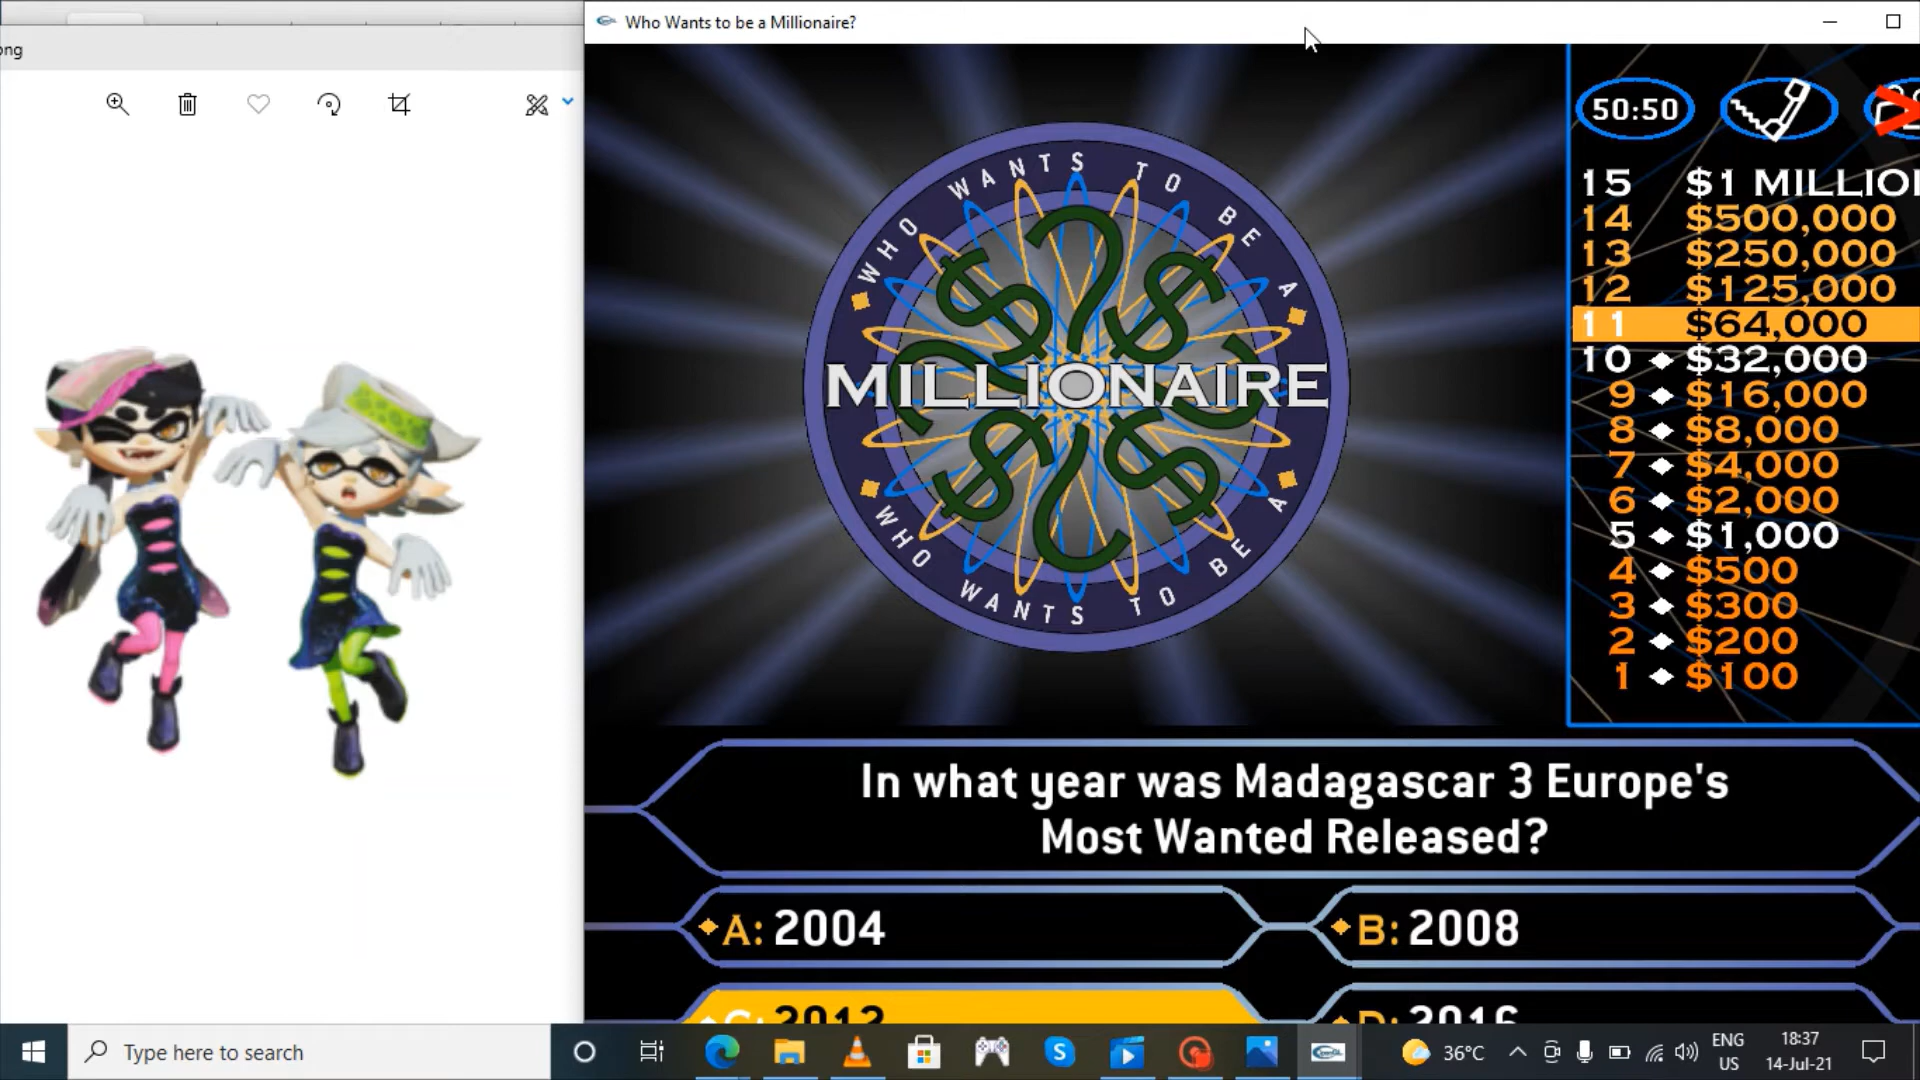 ong
Who Wants to be a Millionaire?
WHO WANTS TO BE A
MILLIONAIRE
WHO WANTS TO BE A
50:50
15 $1 MILLIO
14 $500,000
13 $250,000
12 $125,000
11 $64,000
10 $32,000
9 $16,000
8 $8,000
7 $4,000
6 $2,000
5 $1,000
4 $500
3 $300
2 $200
1 $100
In what year was Madagascar 3 Europe's
Most Wanted Released?
A: 2004
B: 2008
C: 2012
D: 2016
Type here to search
36°C
ENG
US
18:37
14-Jul-21